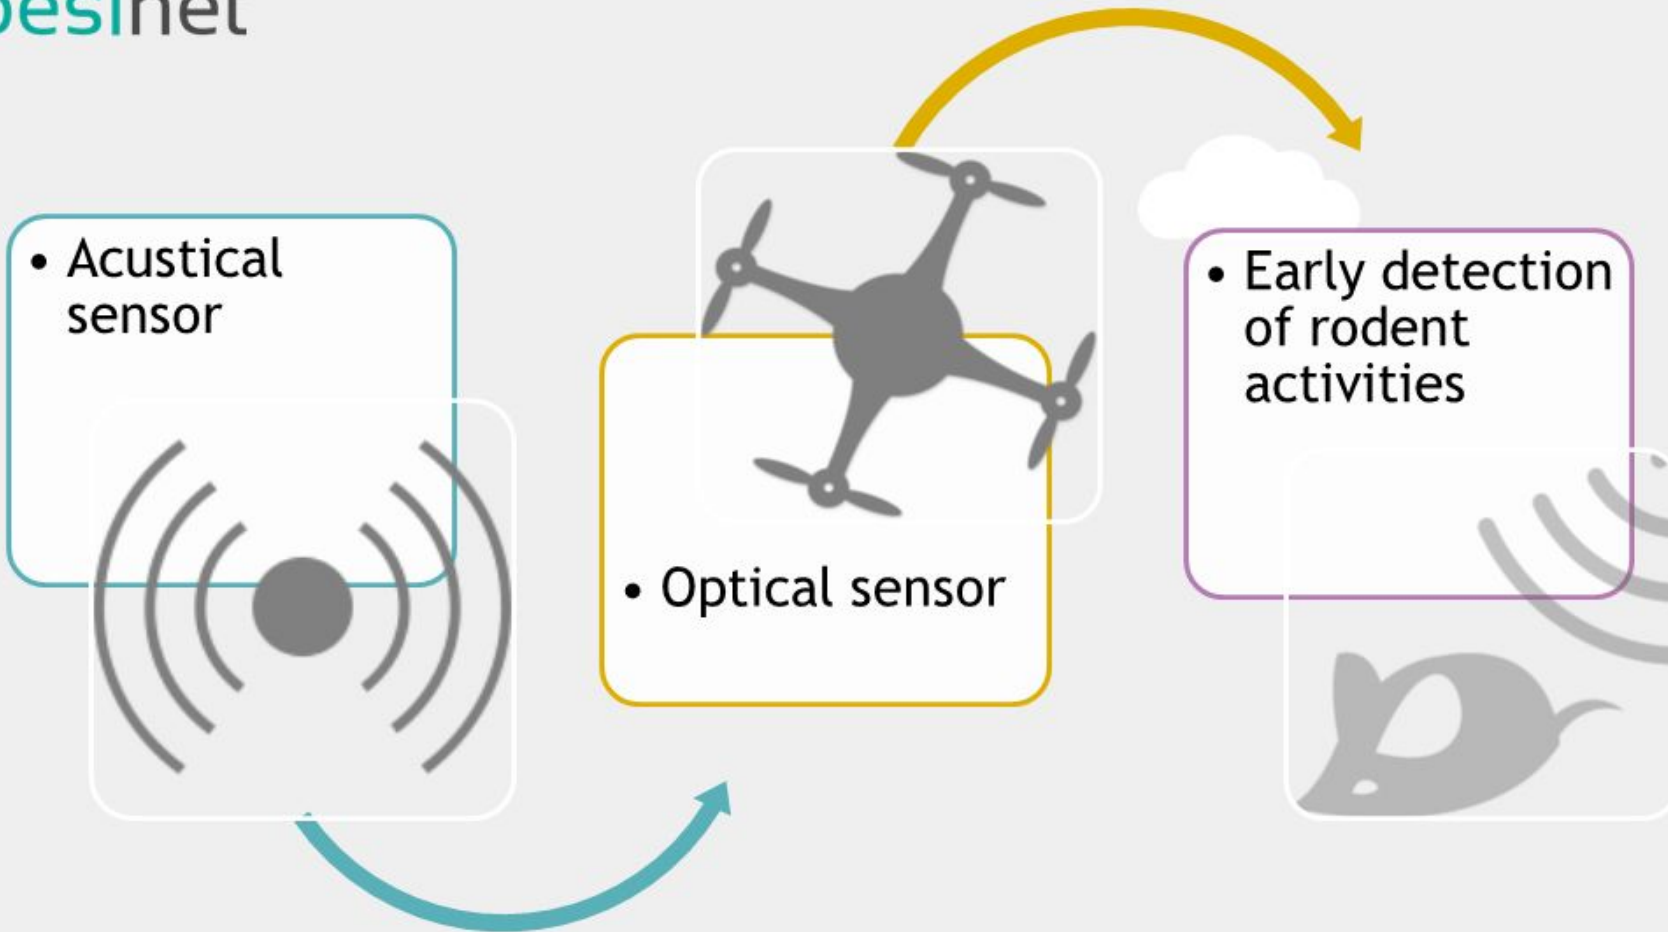 • Acustical
sensor
• Optical sensor
• Early detection
of rodent
activities